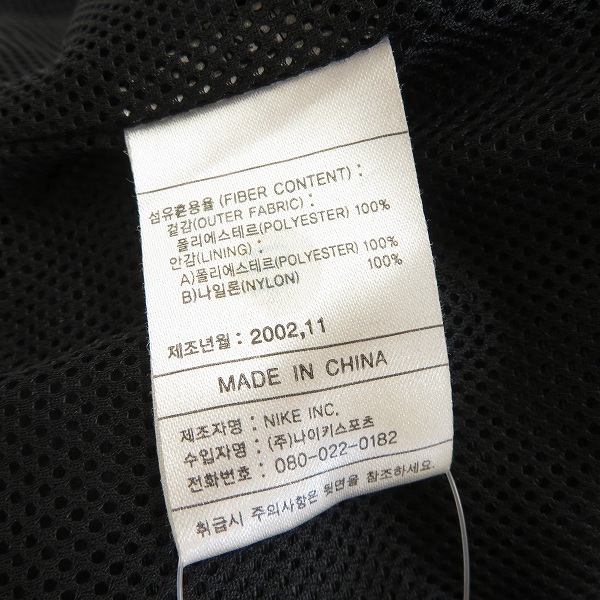 섬유혼용율 (FIBER CONTENT) :
겉감(OUTER FABRIC) :
폴리에스테르(POLYESTER) 100%
안감(LINING) :
A)폴리에스테르(POLYESTER) 100%
B)나일론(NYLON) 100%
제조년월 : 2002,11
MADE IN CHINA
제조자명 : NIKE INC.
수입자명 : (주)나이키스포츠
전화번호 : 080-022-0182
취급시 주의사항은 뒷면을 참조하세요.